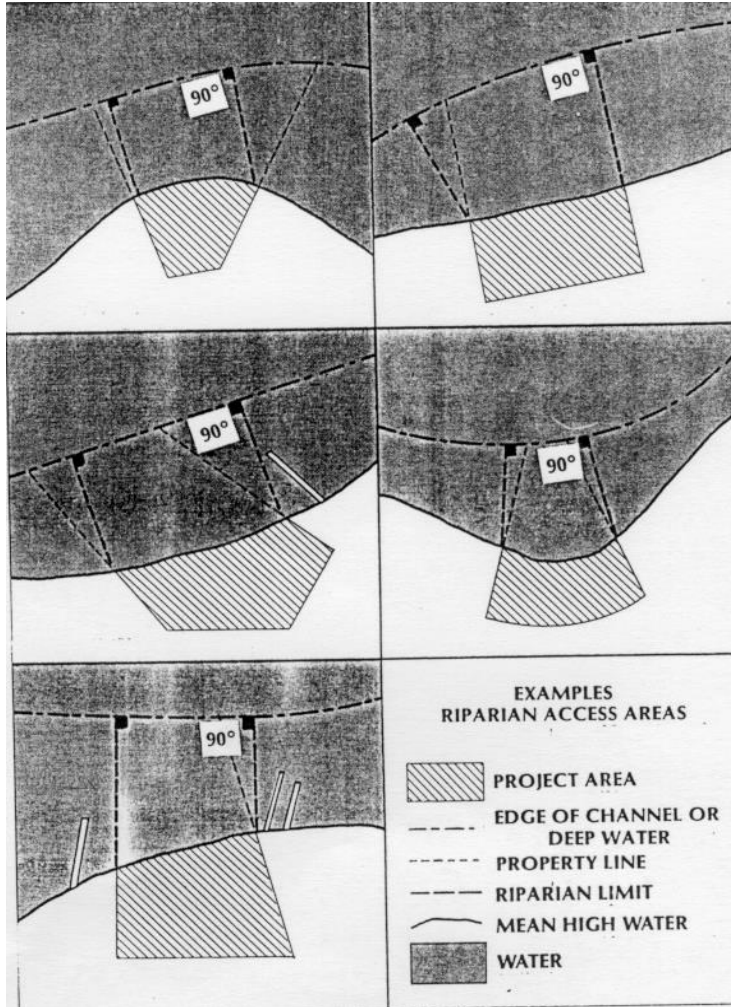 90°
90°
90°
90°
90°
EXAMPLES
RIPARIAN ACCESS AREAS
PROJECT AREA
EDGE OF CHANNEL OR
DEEP WATER
PROPERTY LINE
RIPARIAN LIMIT
MEAN HIGH WATER
WATER